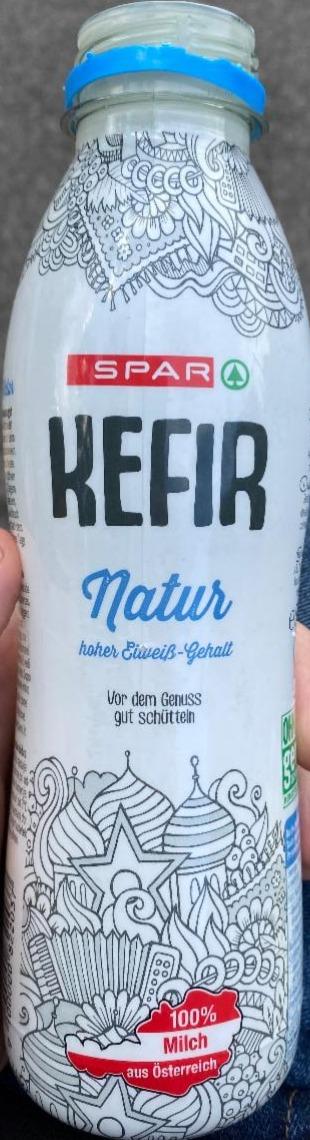 SPAR
KEFIR
Natur
hoher Eiweiß-Gehalt
Vor dem Genuss
gut schütteln
100%
Milch
aus Österreich